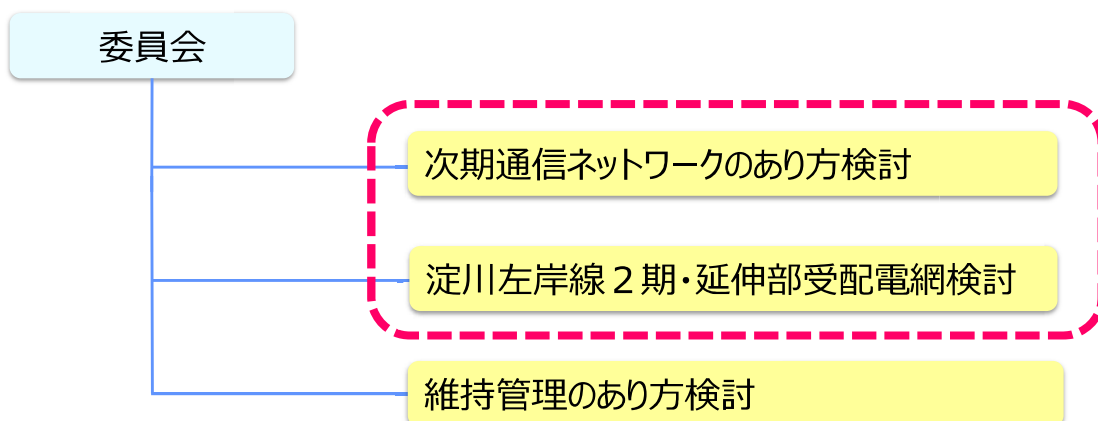 委員会
次期通信ネットワークのあり方検討
淀川左岸線２期・延伸部受配電網検討
維持管理のあり方検討